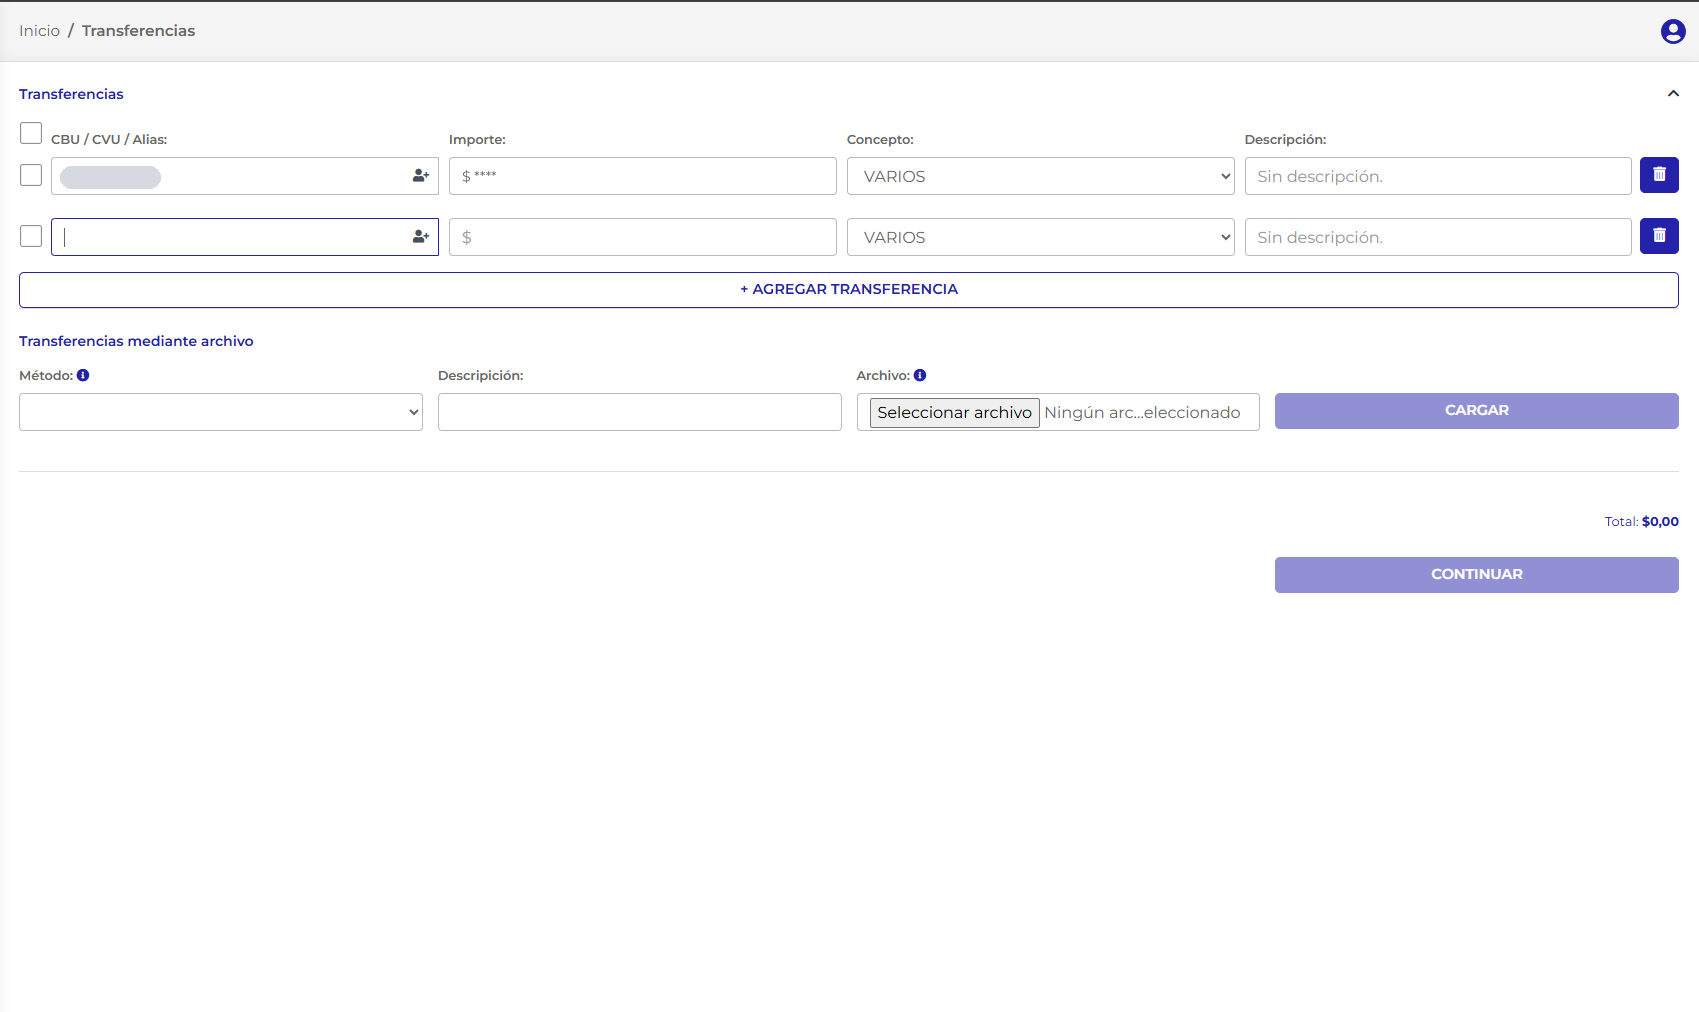 Inicio / Transferencias
Transferencias
CBU / CVU / Alias: Importe: Concepto: Descripción:
$ **** VARIOS Sin descripción.
$ VARIOS Sin descripción.
+ AGREGAR TRANSFERENCIA
Transferencias mediante archivo
Método: Descripición: Archivo:
Seleccionar archivo Ningún arc...eleccionado CARGAR
Total: $0,00
CONTINUAR